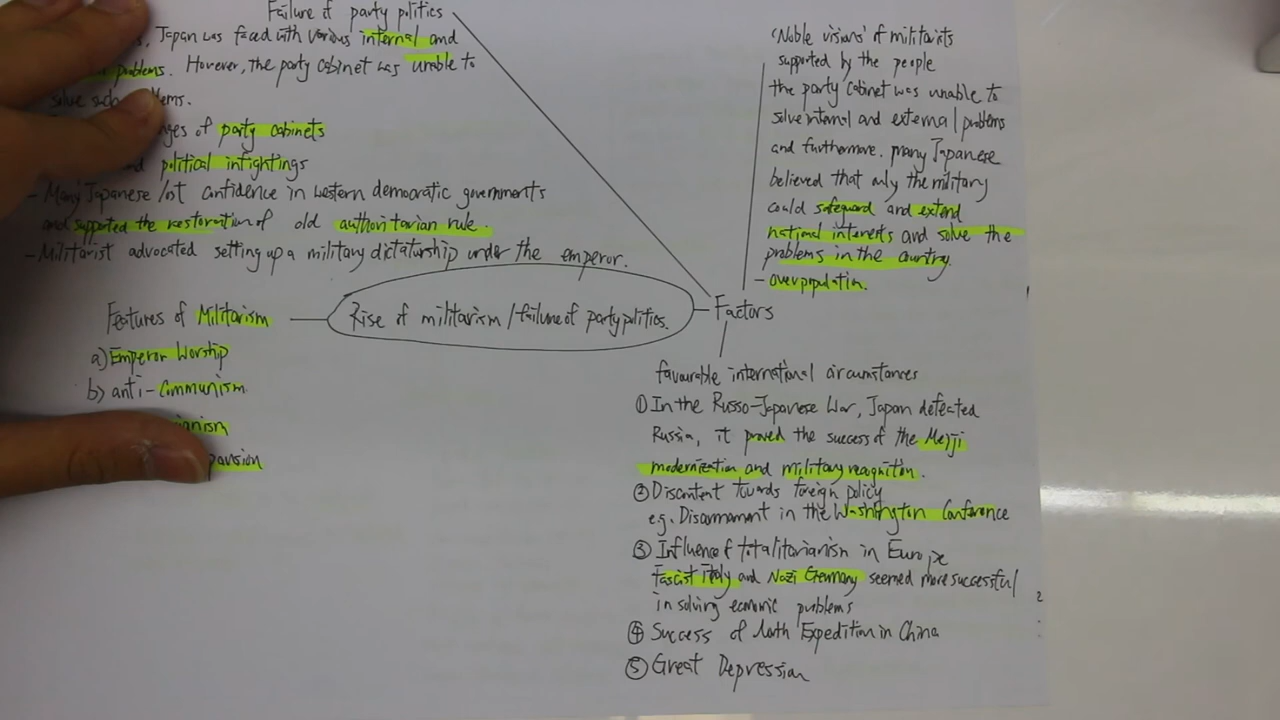 Failure of party politics
Japan was faced with various internal and
problems. However, the party cabinet was unable to
solve such
of party cabinets
political infightings
- Many Japanese lost confidence in western democratic governments
and supported the restoration of old authoritarian rule.
- Militarist advocated setting up a military dictatorship under the emperor.
Features of Militarism
a) Emperor Worship
b) anti-Communism
Rise of militarism/failure of party politics.
Factors
'Noble visions' of militarists
supported by the people
the party cabinet was unable to
solve internal and external problems
and furthermore, many Japanese
believed that only the military
could safeguard and extend
national interests and solve the
problems in the country.
- overpopulation.
favourable international circumstances
① In the Russo-Japanese War, Japan defeated
Russia, it proved the success of the Meiji
modernization and military recognition.
② Discontent towards foreign policy
e.g. Disarmament in the Washington Conference
③ Influence of totalitarianism in Europe
Fascist Italy and Nazi Germany seemed more successful
in solving economic problems
④ Success of North Expedition in China
⑤ Great Depression